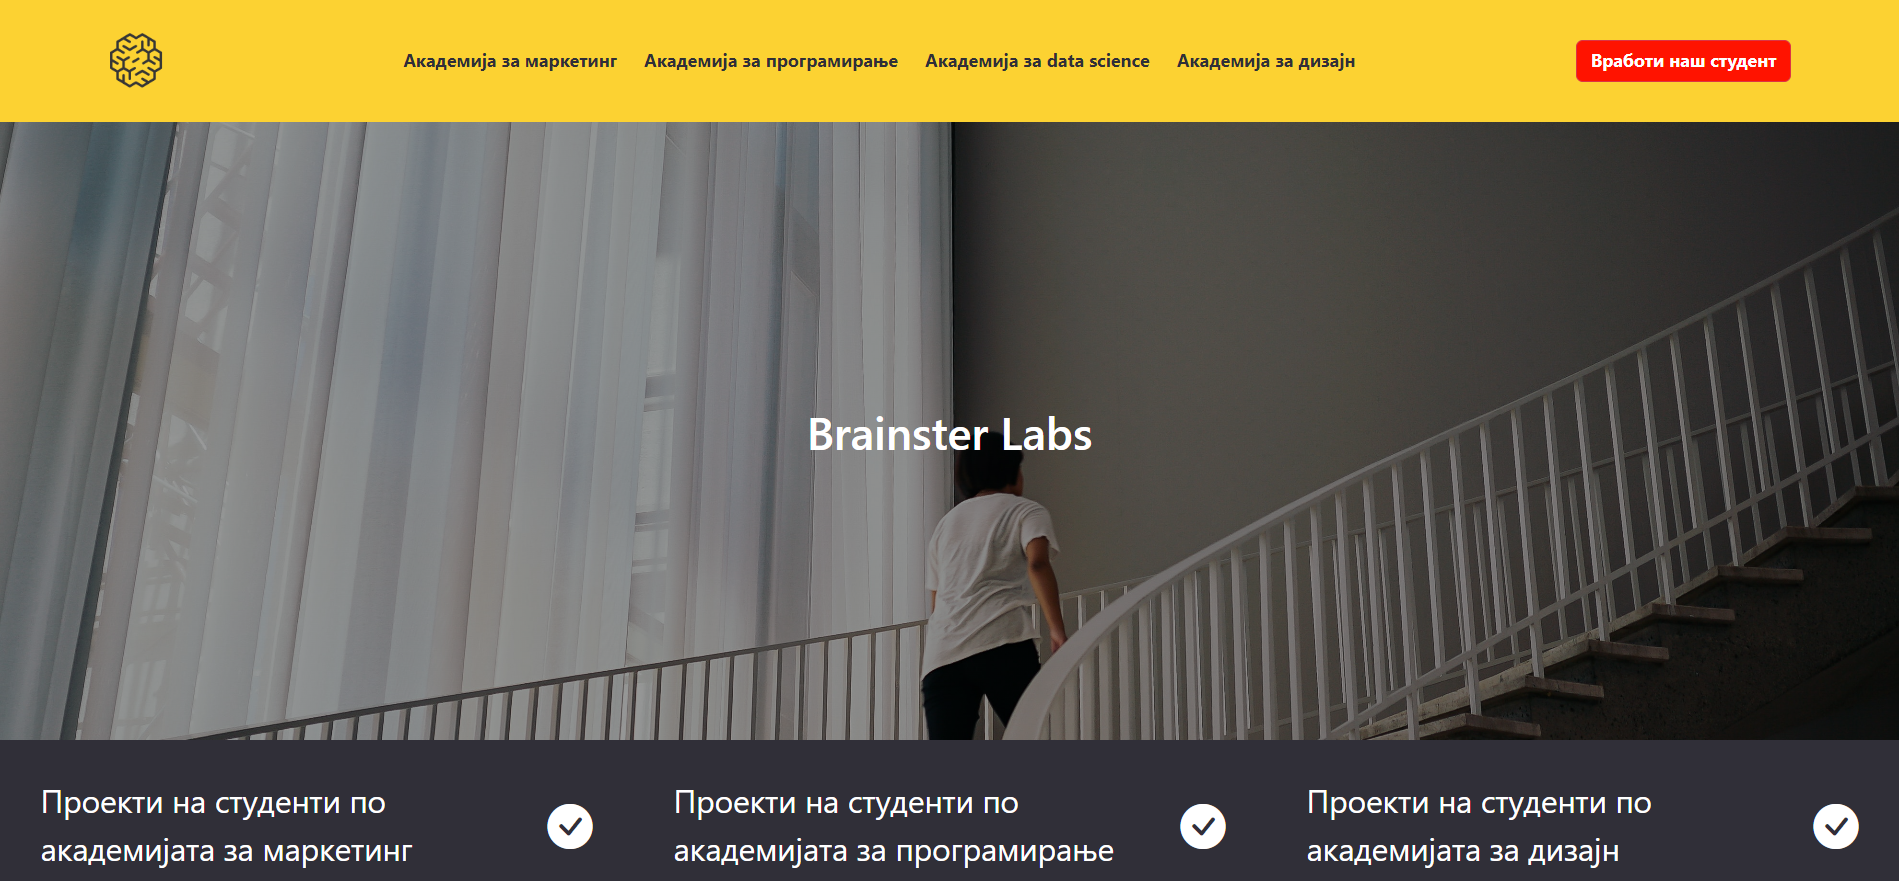 Академија за маркетинг
Академија за програмирање
Академија за data science
Академија за дизајн
Вработи наш студент
Brainster Labs
Проекти на студенти по
академијата за маркетинг
Проекти на студенти по
академијата за програмирање
Проекти на студенти по
академијата за дизајн